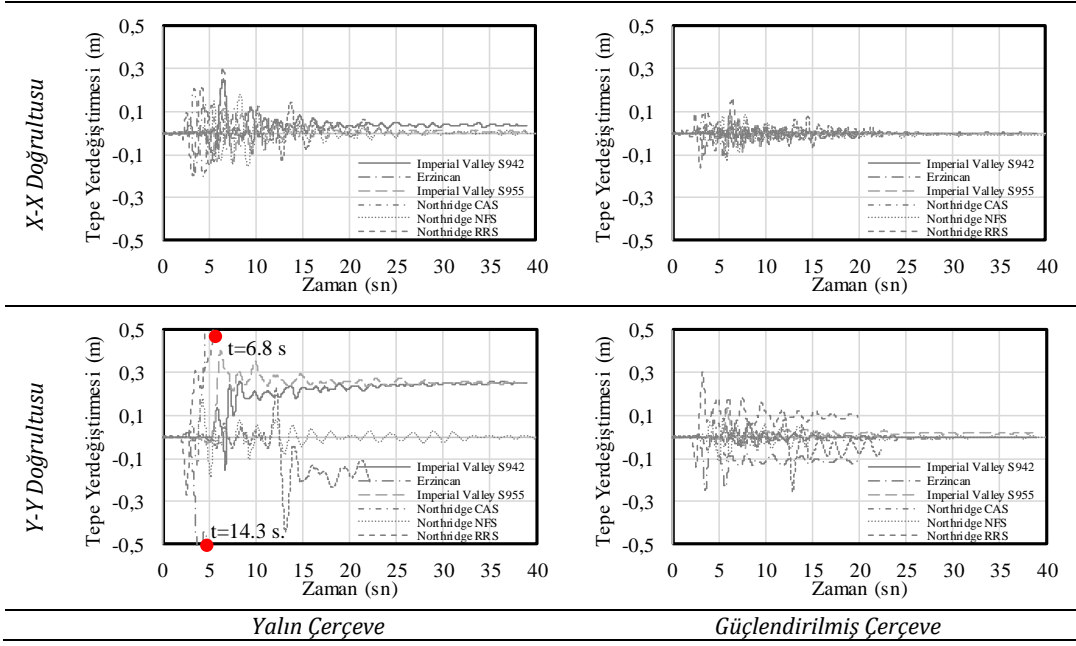 X-X Doğrultusu
Tepe Yerdeğiştirmesi (m)
0,5
0,3
0,1
-0,1
-0,3
-0,5
Imperial Valley S942
Erzincan
Imperial Valley S955
Northridge CAS
Northridge NFS
Northridge RRS
0 5 10 15 20 25 30 35 40
Zaman (sn)
Tepe Yerdeğiştirmesi (m)
0,5
0,3
0,1
-0,1
-0,3
-0,5
Imperial Valley S942
Erzincan
Imperial Valley S955
Northridge CAS
Northridge NFS
Northridge RRS
0 5 10 15 20 25 30 35 40
Zaman (sn)
Y-Y Doğrultusu
Tepe Yerdeğiştirmesi (m)
0,5
0,3
0,1
-0,1
-0,3
-0,5
t=6.8 s
t=14.3 s.
Imperial Valley S942
Erzincan
Imperial Valley S955
Northridge CAS
Northridge NFS
Northridge RRS
0 5 10 15 20 25 30 35 40
Zaman (sn)
Tepe Yerdeğiştirmesi (m)
0,5
0,3
0,1
-0,1
-0,3
-0,5
Imperial Valley S942
Erzincan
Imperial Valley S955
Northridge CAS
Northridge NFS
Northridge RRS
0 5 10 15 20 25 30 35 40
Zaman (sn)
Yalın Çerçeve
Güçlendirilmiş Çerçeve